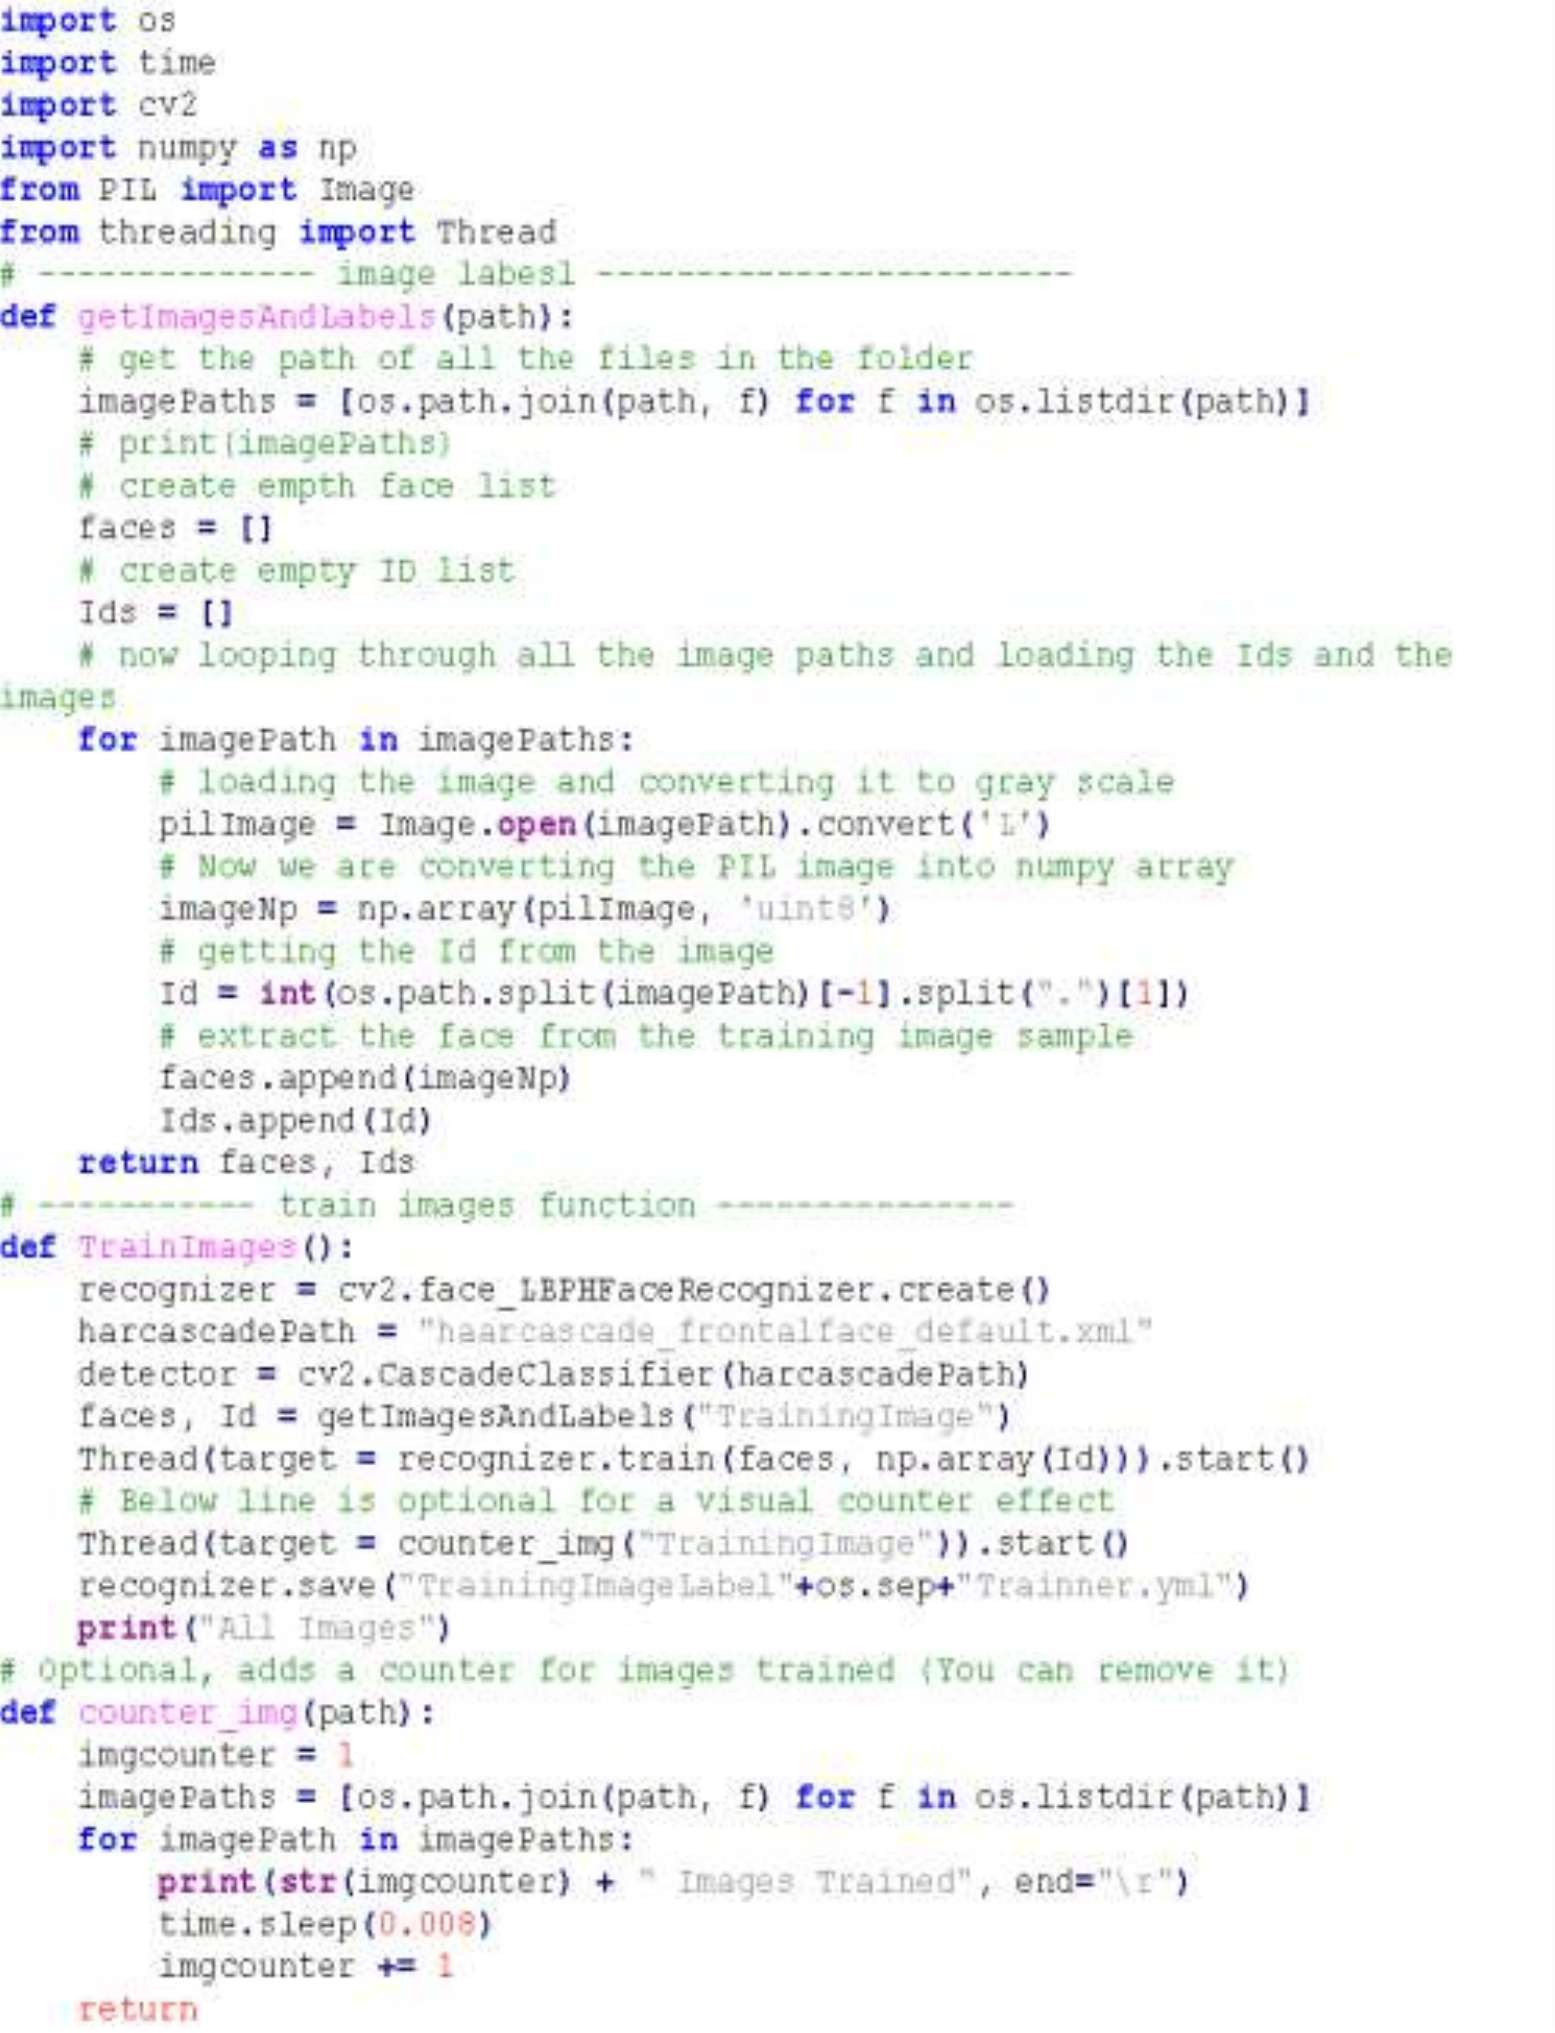 import os
import time
import cv2
import numpy as np
from PIL import Image
from threading import Thread
# -------------- image labesl ------------------------
def getImagesAndLabels(path):
    # get the path of all the files in the folder
    imagePaths = [os.path.join(path, f) for f in os.listdir(path)]
    # print(imagePaths)
    # create empth face list
    faces = []
    # create empty ID list
    Ids = []
    # now looping through all the image paths and loading the Ids and the
images
    for imagePath in imagePaths:
        # loading the image and converting it to gray scale
        pilImage = Image.open(imagePath).convert('L')
        # Now we are converting the PIL image into numpy array
        imageNp = np.array(pilImage, 'uint8')
        # getting the Id from the image
        Id = int(os.path.split(imagePath)[-1].split(".")[1])
        # extract the face from the training image sample
        faces.append(imageNp)
        Ids.append(Id)
    return faces, Ids
# ----------- train images function ---------------
def TrainImages():
    recognizer = cv2.face_LBPHFaceRecognizer.create()
    harcascadePath = "haarcascade_frontalface_default.xml"
    detector = cv2.CascadeClassifier(harcascadePath)
    faces, Id = getImagesAndLabels("TrainingImage")
    Thread(target = recognizer.train(faces, np.array(Id))).start()
    # Below line is optional for a visual counter effect
    Thread(target = counter_img("TrainingImage")).start()
    recognizer.save("TrainingImageLabel"+os.sep+"Trainner.yml")
    print("All Images")
# Optional, adds a counter for images trained (You can remove it)
def counter_img(path):
    imgcounter = 1
    imagePaths = [os.path.join(path, f) for f in os.listdir(path)]
    for imagePath in imagePaths:
        print(str(imgcounter) + " Images Trained", end="\r")
        time.sleep(0.008)
        imgcounter += 1
    return